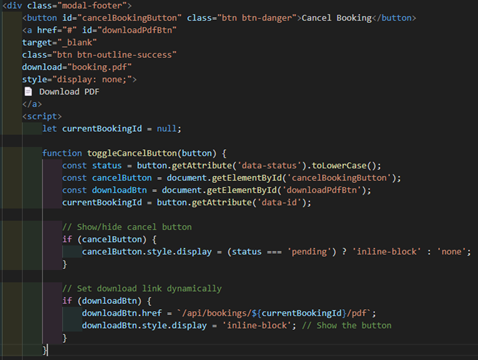 <div class="modal-footer">
    <button id="cancelBookingButton" class="btn btn-danger">Cancel Booking</button>
    <a href="#" id="downloadPdfBtn"
    target="_blank"
    class="btn btn-outline-success"
    download="booking.pdf"
    style="display: none;">
    📄 Download PDF
    </a>
    <script>
        let currentBookingId = null;

        function toggleCancelButton(button) {
            const status = button.getAttribute('data-status').toLowerCase();
            const cancelButton = document.getElementById('cancelBookingButton');
            const downloadBtn = document.getElementById('downloadPdfBtn');
            currentBookingId = button.getAttribute('data-id');

            // Show/hide cancel button
            if (cancelButton) {
                cancelButton.style.display = (status === 'pending') ? 'inline-block' : 'none';
            }

            // Set download link dynamically
            if (downloadBtn) {
                downloadBtn.href = `/api/bookings/${currentBookingId}/pdf`;
                downloadBtn.style.display = 'inline-block'; // Show the button
            }
        }